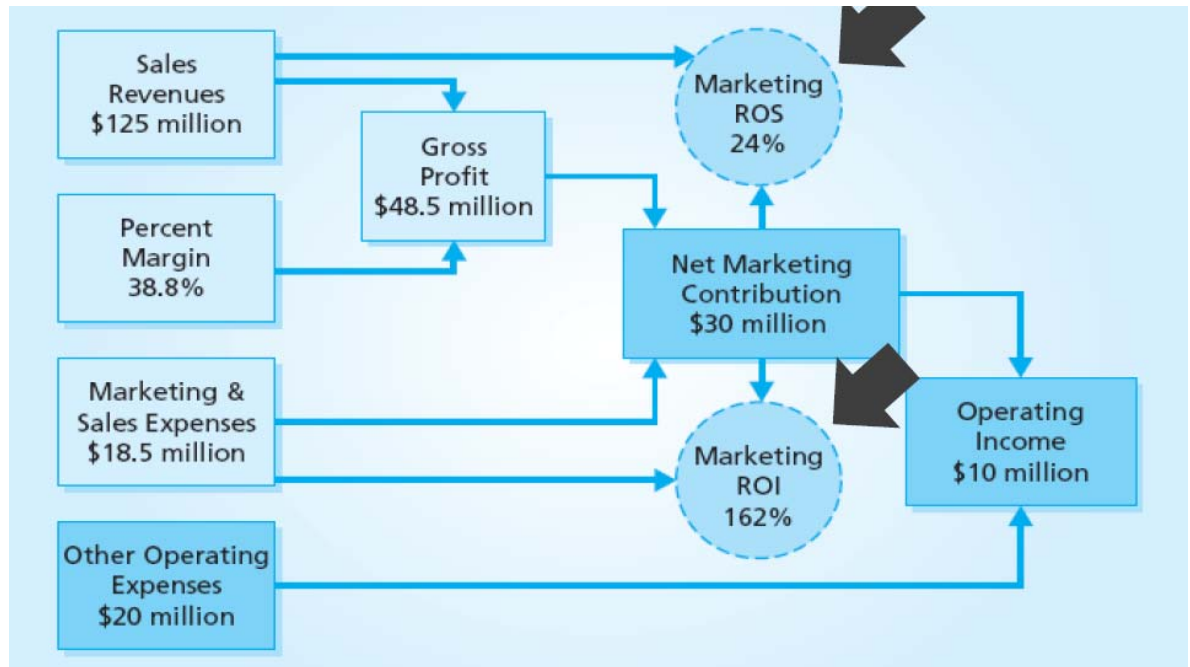 Sales
Revenues
$125 million
Marketing
ROS
24%
Gross
Profit
$48.5 million
Percent
Margin
38.8%
Net Marketing
Contribution
$30 million
Marketing &
Sales Expenses
$18.5 million
Marketing
ROI
162%
Operating
Income
$10 million
Other Operating
Expenses
$20 million